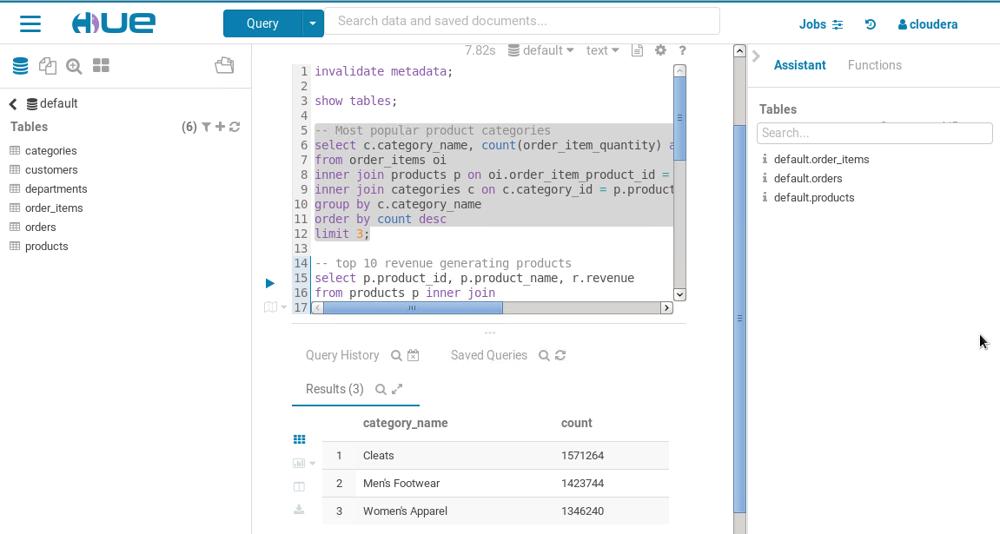 HUE
Query
Search data and saved documents...
Jobs
cloudera
default
Tables
(6)
categories
customers
departments
order_items
orders
products
7.82s
default
text
?
1 invalidate metadata;
2
3 show tables;
4
5 -- Most popular product categories
6 select c.category_name, count(order_item_quantity) a
7 from order_items oi
8 inner join products p on oi.order_item_product_id =
9 inner join categories c on c.category_id = p.product
10 group by c.category_name
11 order by count desc
12 limit 3;
13
14 -- top 10 revenue generating products
15 select p.product_id, p.product_name, r.revenue
16 from products p inner join
17
Query History
Saved Queries
Results (3)
category_name count
1 Cleats 1571264
2 Men's Footwear 1423744
3 Women's Apparel 1346240
Assistant
Functions
Tables
Search...
default.order_items
default.orders
default.products